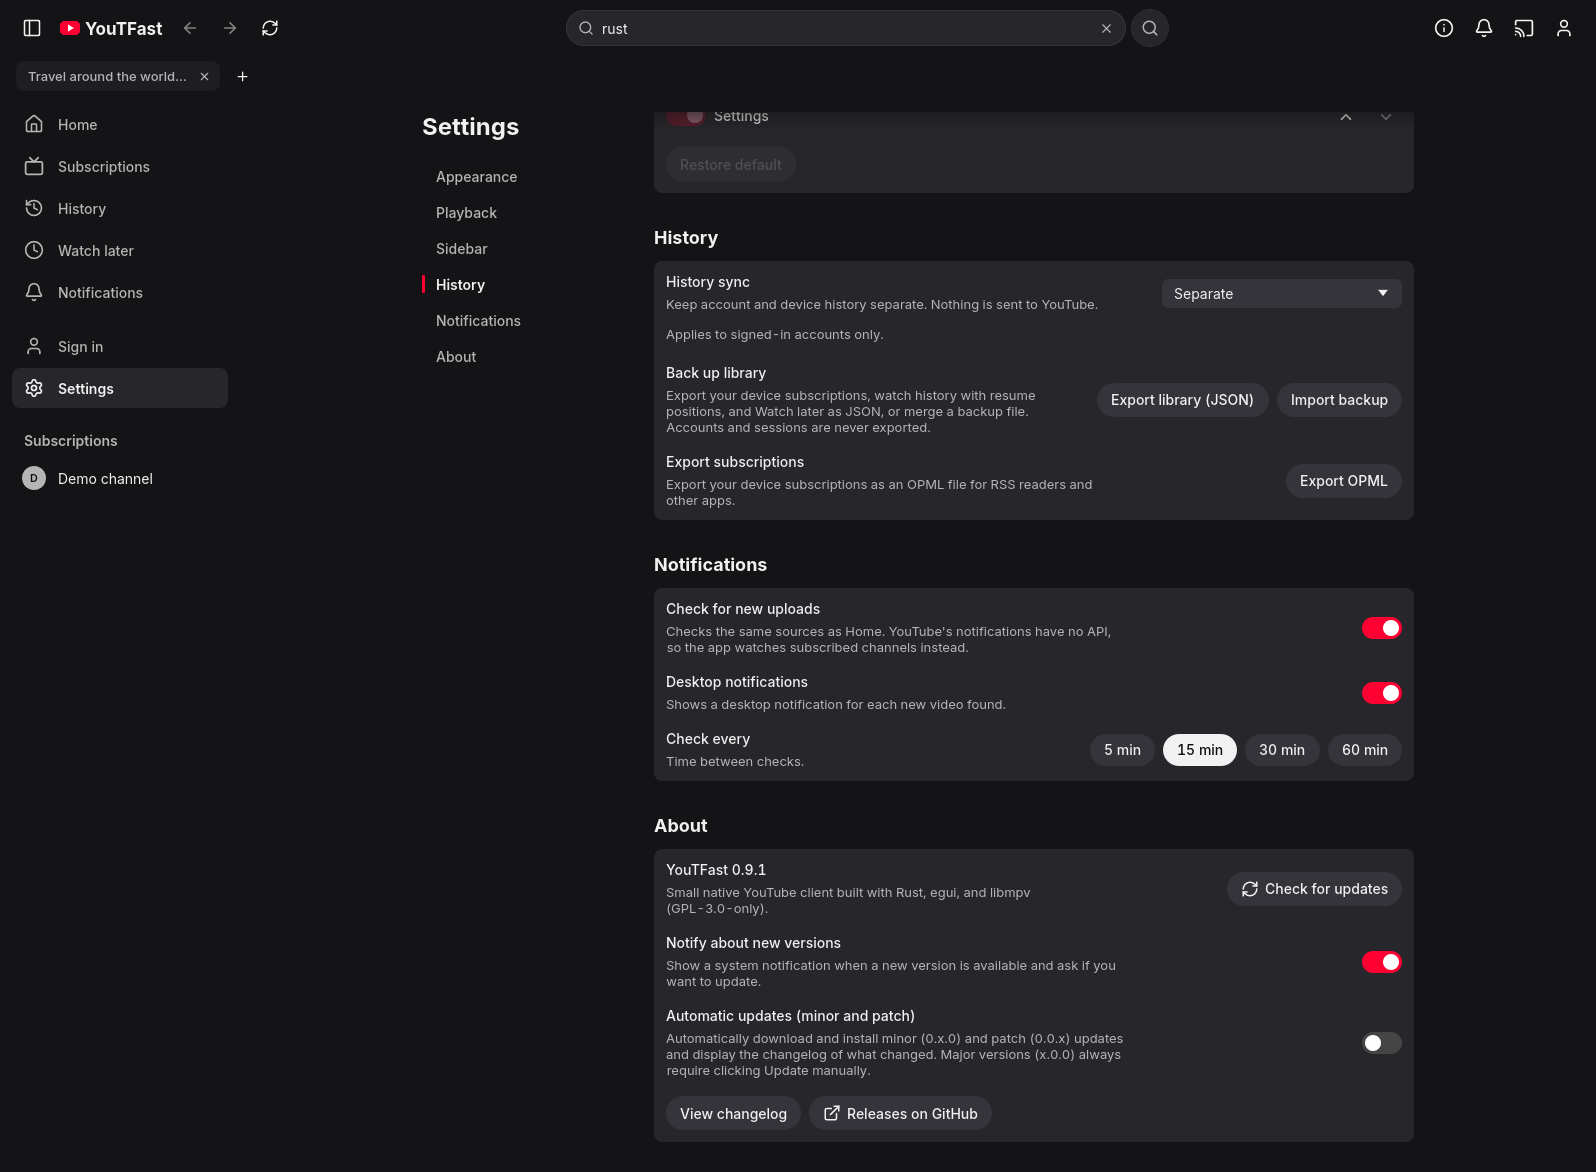 YouTFast
rust
Travel around the world...
Home
Subscriptions
History
Watch later
Notifications
Sign in
Settings
Subscriptions
D
Demo channel
Settings
Appearance
Playback
Sidebar
History
Notifications
About
Settings
Restore default
History
History sync
Keep account and device history separate. Nothing is sent to YouTube.
Applies to signed-in accounts only.
Separate
Back up library
Export your device subscriptions, watch history with resume
positions, and Watch later as JSON, or merge a backup file.
Accounts and sessions are never exported.
Export library (JSON)
Import backup
Export subscriptions
Export your device subscriptions as an OPML file for RSS readers and
other apps.
Export OPML
Notifications
Check for new uploads
Checks the same sources as Home. YouTube's notifications have no API,
so the app watches subscribed channels instead.
Desktop notifications
Shows a desktop notification for each new video found.
Check every
Time between checks.
5 min
15 min
30 min
60 min
About
YouTFast 0.9.1
Small native YouTube client built with Rust, egui, and libmpv
(GPL-3.0-only).
Check for updates
Notify about new versions
Show a system notification when a new version is available and ask if you
want to update.
Automatic updates (minor and patch)
Automatically download and install minor (0.x.0) and patch (0.0.x) updates
and display the changelog of what changed. Major versions (x.0.0) always
require clicking Update manually.
View changelog
Releases on GitHub